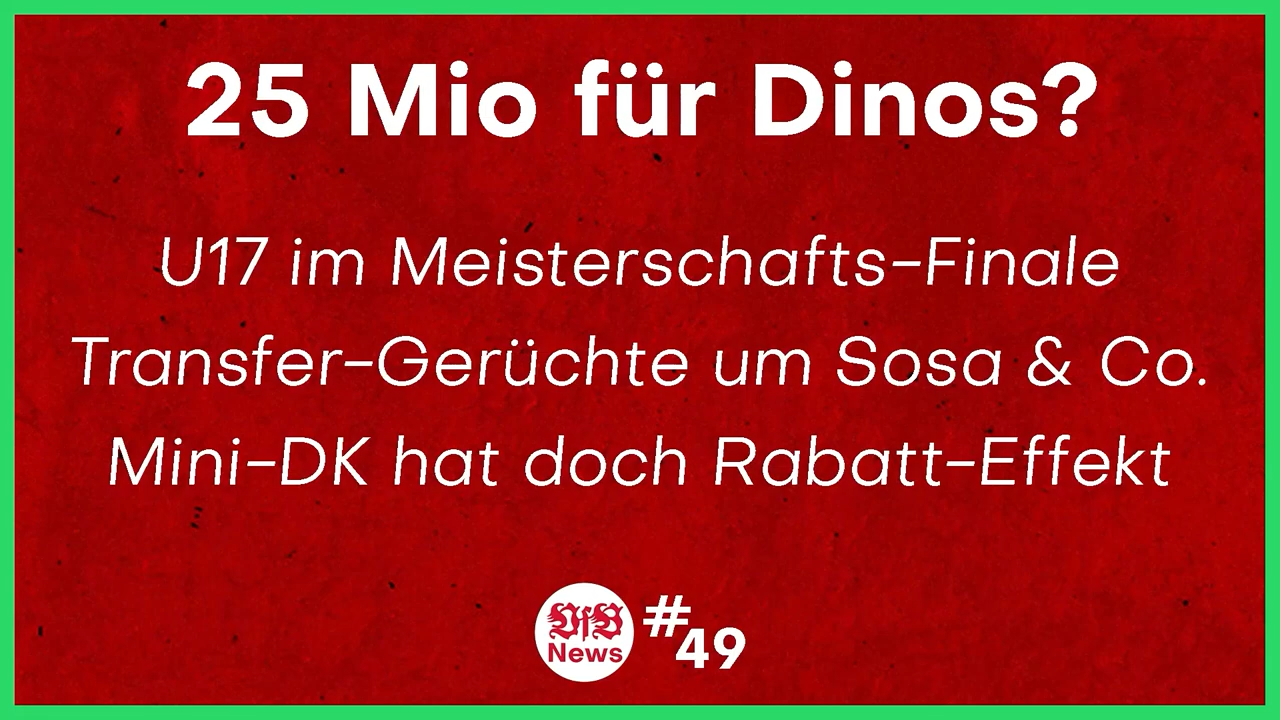 25 Mio für Dinos?
U17 im Meisterschafts-Finale
Transfer-Gerüchte um Sosa & Co.
Mini-DK hat doch Rabatt-Effekt
VfB
News
#49